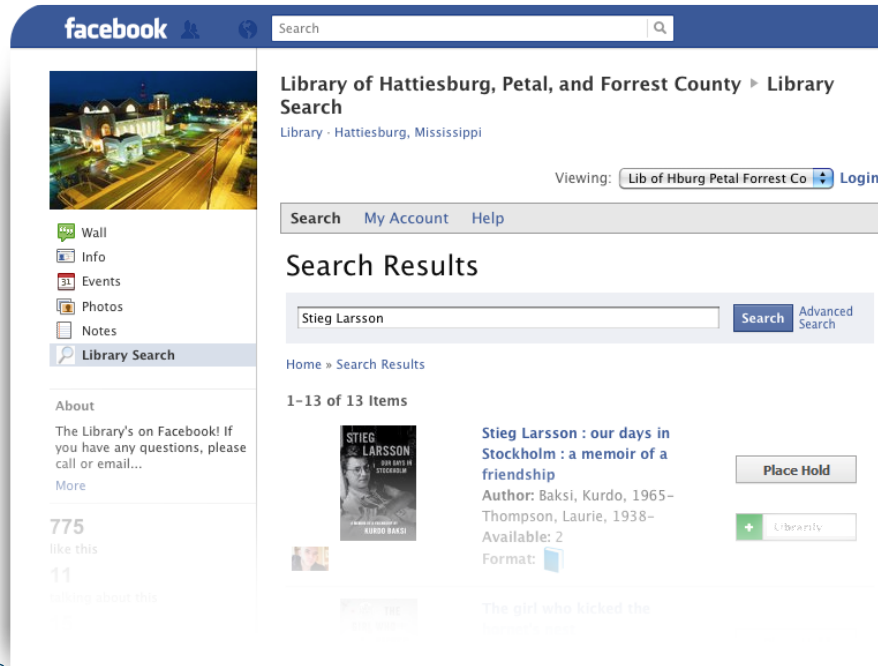 facebook
Search
Library of Hattiesburg, Petal, and Forrest County ▸ Library
Search
Library · Hattiesburg, Mississippi
Viewing: Lib of Hburg Petal Forrest Co Login
Wall
Info
31 Events
Photos
Notes
Library Search
About
The Library's on Facebook! If
you have any questions, please
call or email...
More
775
like this
11
talking about this
Search My Account Help
Search Results
Stieg Larsson
Search
Advanced
Search
Home » Search Results
1-13 of 13 Items
STIEG
LARSSON
OUR DAYS IN
STOCKHOLM
KURDO BAKSI
Stieg Larsson : our days in
Stockholm : a memoir of a
friendship
Author: Baksi, Kurdo, 1965-
Thompson, Laurie, 1938-
Available: 2
Format:
Place Hold
+
The girl who kicked the